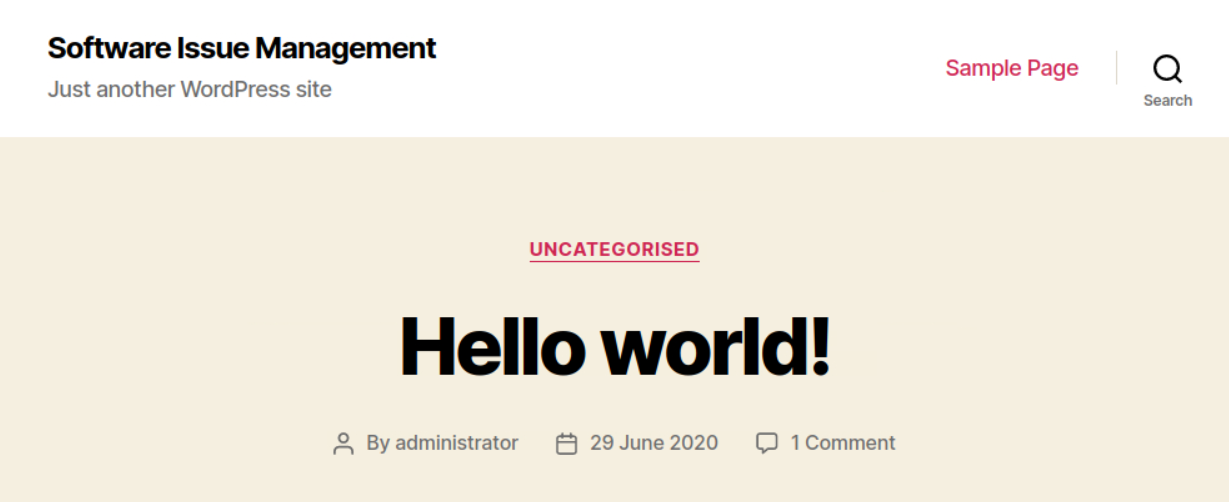 Software Issue Management
Just another WordPress site
Sample Page
Search
UNCATEGORISED
Hello world!
By administrator 29 June 2020 1 Comment